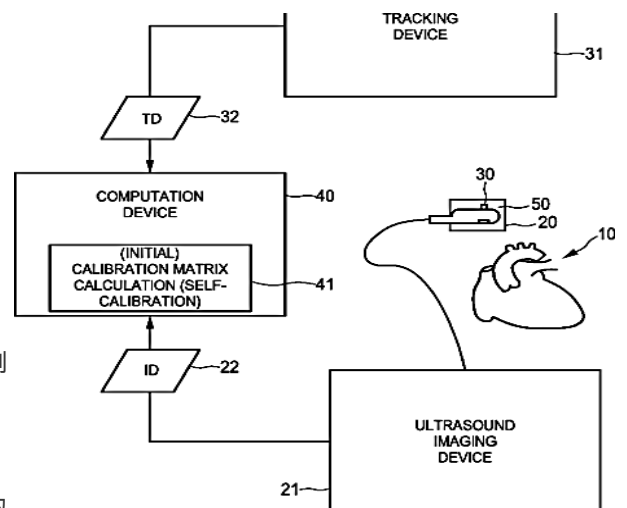 TRACKING
DEVICE
31
TD
32
COMPUTATION
DEVICE
40
30
50
20
10
(INITIAL)
CALIBRATION MATRIX
CALCULATION (SELF-
CALIBRATION)
41
ID
22
ULTRASOUND
IMAGING
DEVICE
21